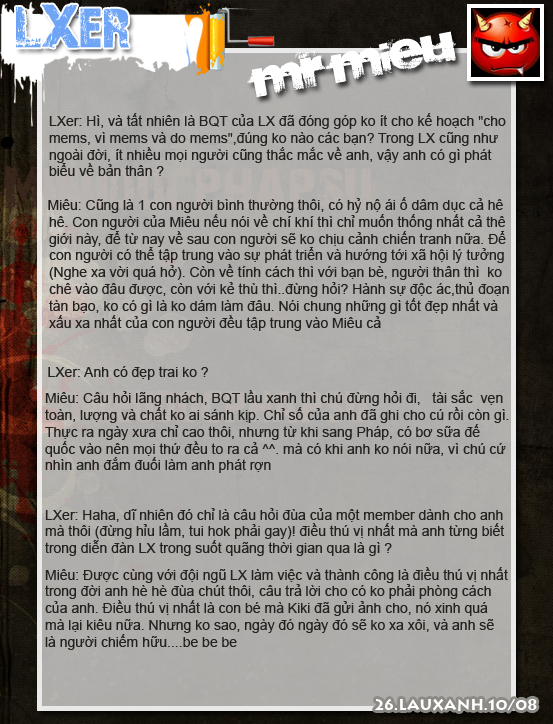 LXER
MR MIEU
LXer: Hì, và tất nhiên là BQT của LX đã đóng góp ko ít cho kế hoạch "cho
mems, vì mems và do mems",đúng ko nào các bạn? Trong LX cũng như
ngoài đời, ít nhiều mọi người cũng thắc mắc về anh, vậy anh có gì phát
biểu về bản thân ?
Miêu: Cũng là 1 con người bình thường thôi, có hỷ nộ ái ố dâm dục cả hê
hê. Con người của Miêu nếu nói về chí khí thì chỉ muốn thống nhất cả thê
giới này, để từ nay về sau con người sẽ ko chịu cảnh chiến tranh nữa. Để
con người có thể tập trung vào sự phát triển và hướng tới xã hội lý tưởng
(Nghe xa vời quá hở). Còn về tính cách thì với bạn bè, người thân thì ko
chê vào đâu được, còn với kẻ thù thì..đừng hỏi? Hành sự độc ác,thủ đoạn
tàn bạo, ko có gì là ko dám làm đâu. Nói chung những gì tốt đẹp nhất và
xấu xa nhất của con người đều tập trung vào Miêu cả
LXer: Anh có đẹp trai ko ?
Miêu: Câu hỏi lãng nhách, BQT lầu xanh thì chú đừng hỏi đi, tài sắc vẹn
toàn, lượng và chất ko ai sánh kịp. Chỉ số của anh đã ghi cho cú rồi còn gì.
Thực ra ngày xưa chỉ cao thôi, nhưng từ khi sang Pháp, có bơ sữa đế
quốc vào nên mọi thứ đều to ra cả ^^. mà có khi anh ko nói nữa, vì chú cứ
nhìn anh đắm đuối làm anh phát rợn
LXer: Haha, dĩ nhiên đó chỉ là câu hỏi đùa của một member dành cho anh
mà thôi (đừng hỉu lầm, tui hok phải gay)! điều thú vị nhất mà anh từng biết
trong diễn đàn LX trong suốt quãng thời gian qua là gì ?
Miêu: Được cùng với đội ngũ LX làm việc và thành công là điều thú vị nhất
trong đời anh hè hè đùa chút thôi, câu trả lời cho có ko phải phòng cách
của anh. Điều thú vị nhất là con bé mà Kiki đã gửi ảnh cho, nó xinh quá
mà lại kiêu nữa. Nhưng ko sao, ngày đó ngày đó sẽ ko xa xôi, và anh sẽ
là người chiếm hữu....be be be
26.LAUXANH.10/08